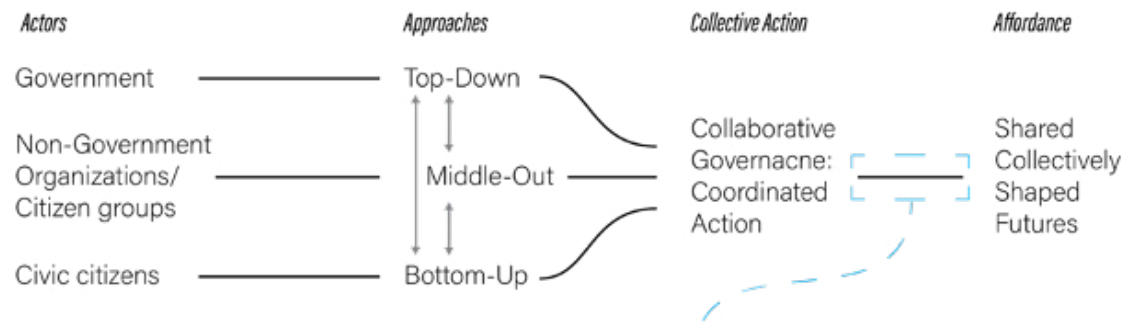 Actors
Approaches
Collective Action
Affordance
Government
Top-Down
Non-Government
Organizations/
Citizen groups
Middle-Out
Collaborative
Governacne:
Coordinated
Action
Shared
Collectively
Shaped
Futures
Civic citizens
Bottom-Up